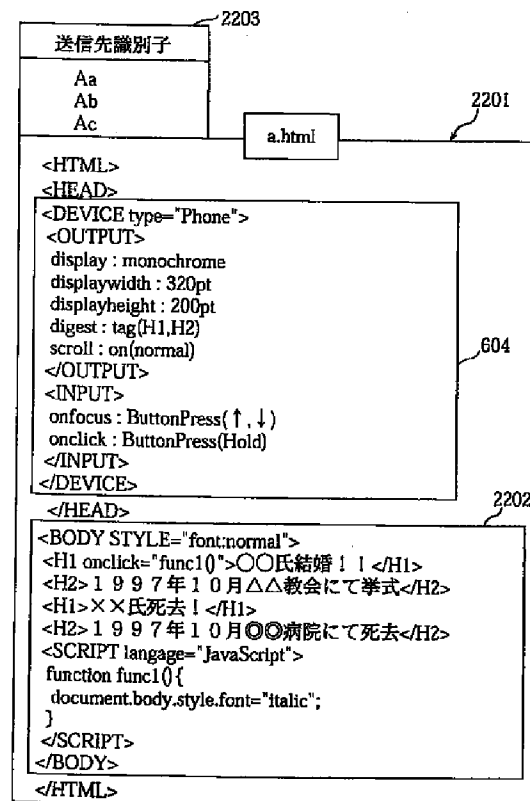 2203
送信先識別子
Aa
Ab
Ac
2201
a.html
<HTML>
<HEAD>
<DEVICE type="Phone">
<OUTPUT>
display : monochrome
displaywidth : 320pt
displayheight : 200pt
digest : tag(H1,H2)
scroll : on(normal)
</OUTPUT>
604
<INPUT>
onfocus : ButtonPress(↑,↓)
onclick : ButtonPress(Hold)
</INPUT>
</DEVICE>
</HEAD>
2202
<BODY STYLE="font:normal">
<H1 onclick="func1()">○○氏結婚！！</H1>
<H2>１９９７年１０月△△教会にて挙式</H2>
<H1>××氏死去！</H1>
<H2>１９９７年１０月◎◎病院にて死去</H2>
<SCRIPT langage="JavaScript">
function func1(){
document.body.style.font="italic";
}
</SCRIPT>
</BODY>
</HTML>